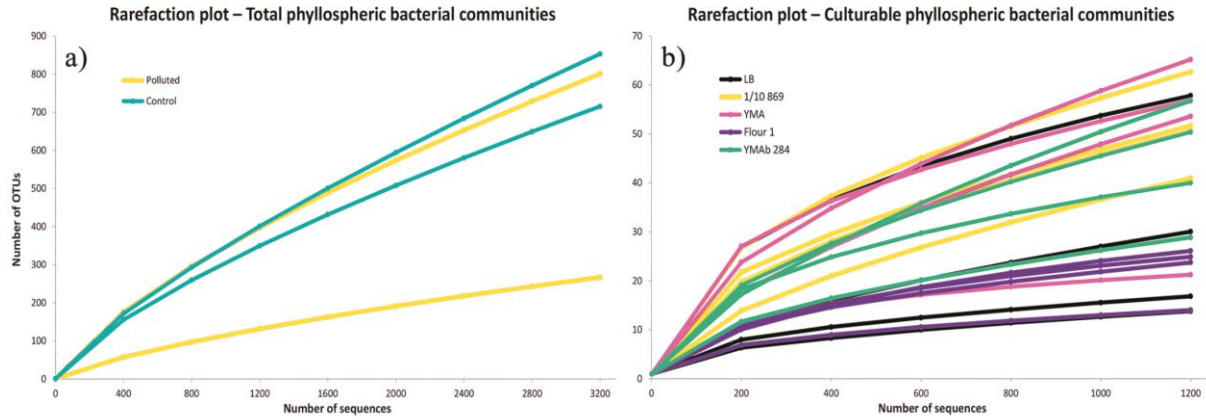 Rarefaction plot – Total phyllospheric bacterial communities
a)
Polluted
Control
Number of OTUs
900
800
700
600
500
400
300
200
100
0
0 400 800 1200 1600 2000 2400 2800 3200
Number of sequences
Rarefaction plot – Culturable phyllospheric bacterial communities
b)
LB
1/10 869
YMA
Flour 1
YMAb 284
70
60
50
40
30
20
10
0
0 200 400 600 800 1000 1200
Number of sequences